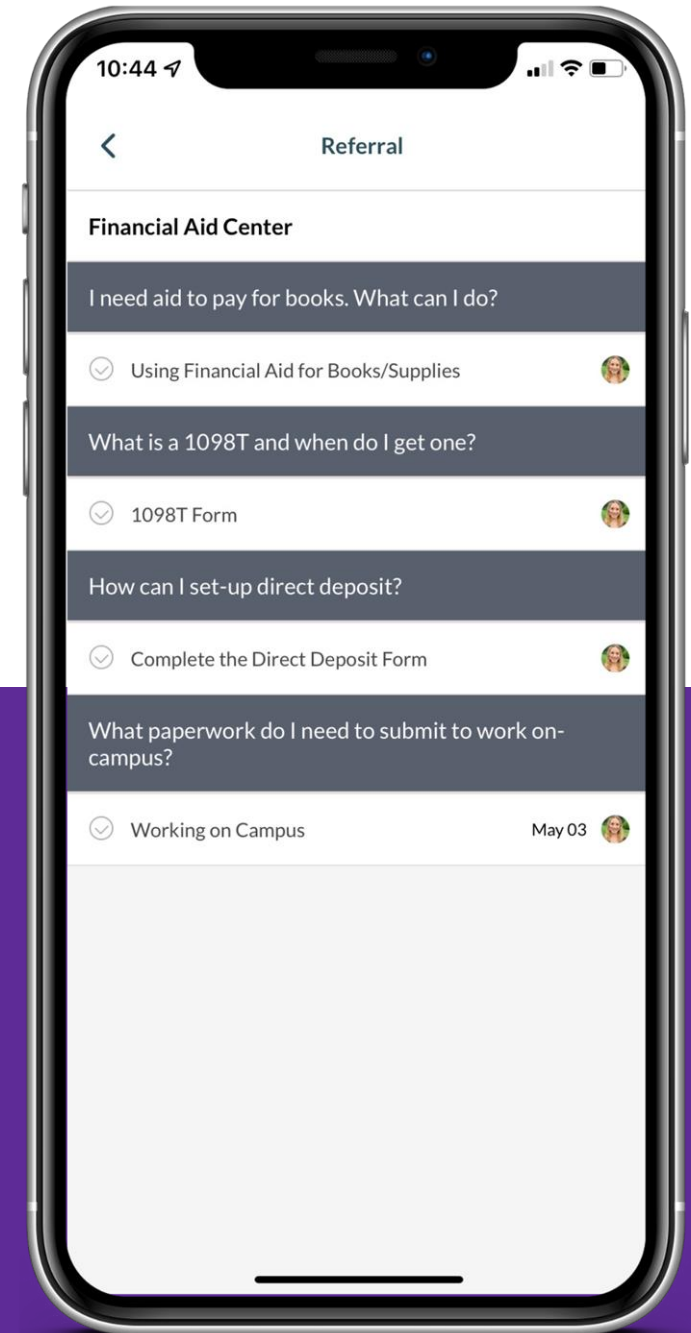 10:44
Referral
Financial Aid Center
I need aid to pay for books. What can I do?
Using Financial Aid for Books/Supplies
What is a 1098T and when do I get one?
1098T Form
How can I set-up direct deposit?
Complete the Direct Deposit Form
What paperwork do I need to submit to work on-
campus?
Working on Campus May 03